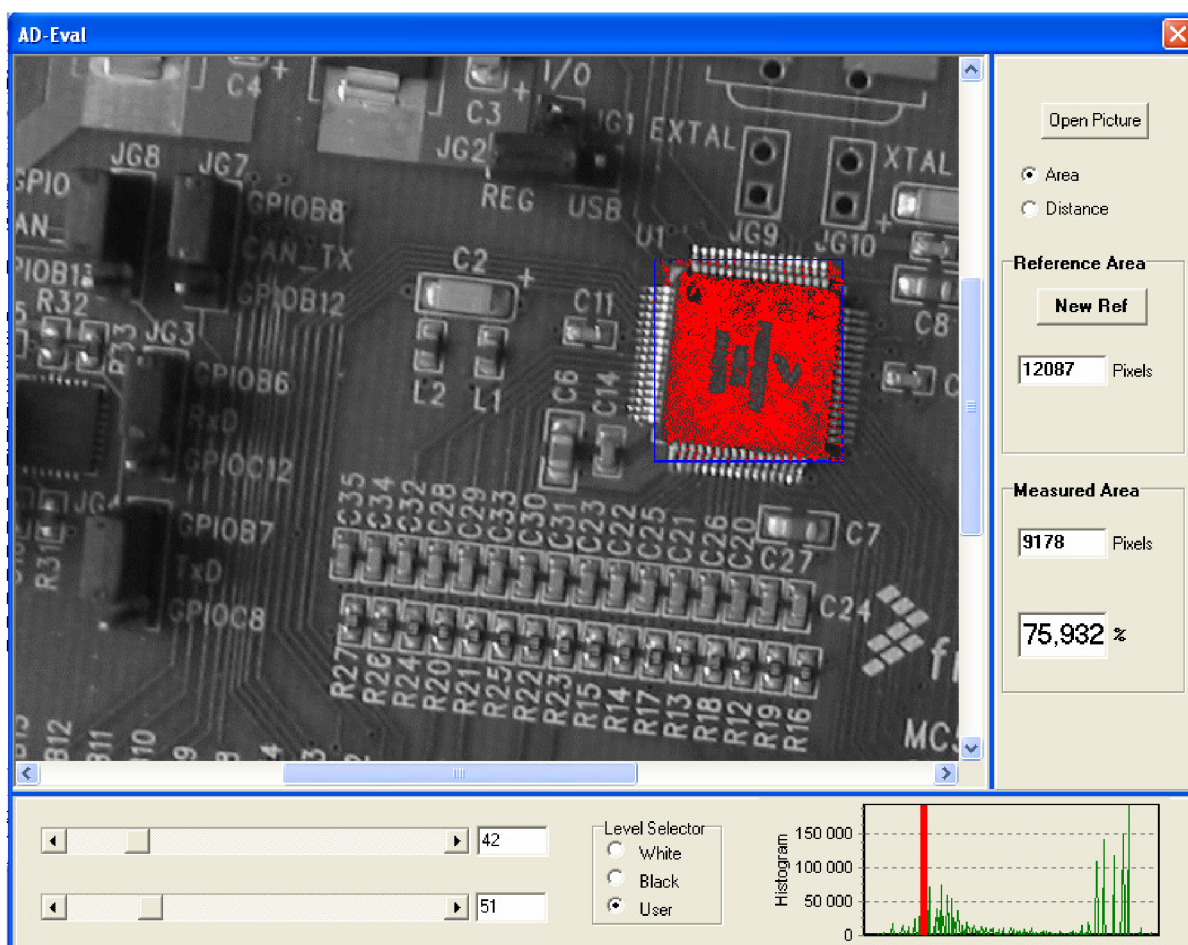 AD-Eval
C4
C3
I/O
JG1
JG2
EXTAL
XTAL
JG8
JG7
GPIO
REG
USB
GPIOB8
U1
JG9
JG10
CAN_TX
C2
GPIOB12
R32
JG3
R33
C11
C8
GPIOB6
L2
L1
C6
C14
RxD
GPIOC12
JG4
C35
C34
C32
C28
C29
C33
C30
C31
C23
C22
C25
C21
C26
C20
C27
C7
GPIOB7
R31
TxD
GPIOC8
C24
R27
R26
R24
R20
R21
R25
R22
R23
R15
R14
R17
R13
R18
R12
R19
R16
Open Picture
Area
Distance
Reference Area
New Ref
12087 Pixels
Measured Area
9178 Pixels
75,932 %
42
51
Level Selector
White
Black
User
Histogram
150 000
100 000
50 000
0